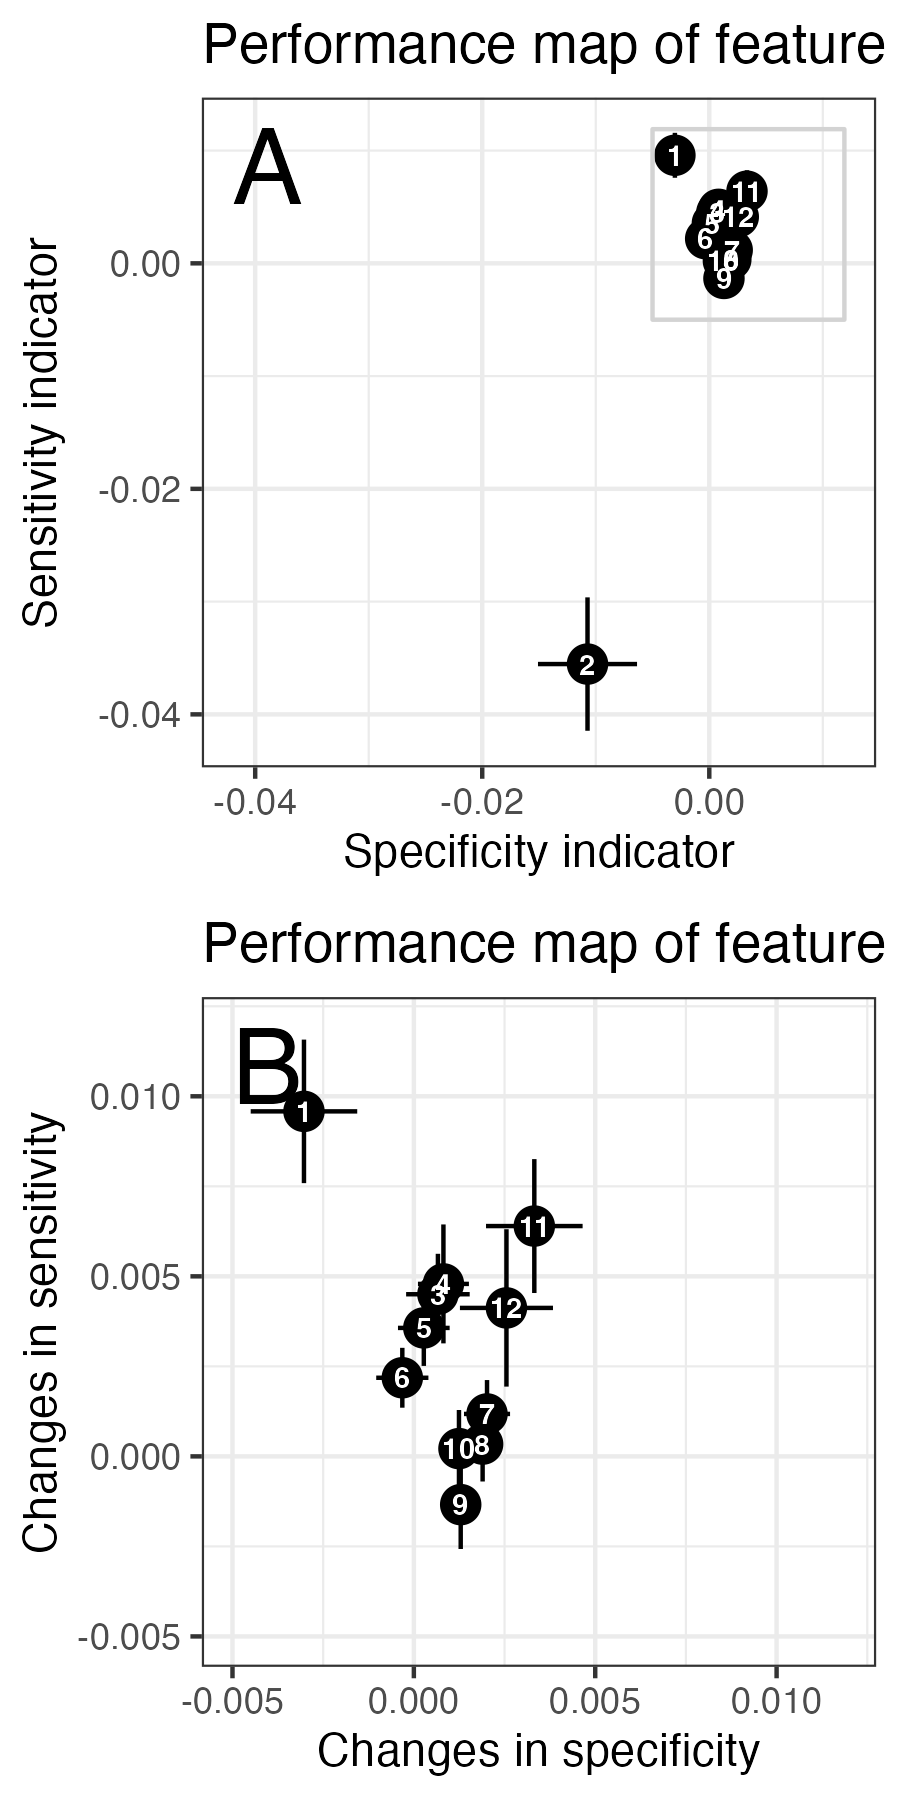 Performance map of feature
A
1
11
4
12
5
6
7
10
9
2
0.00
-0.02
-0.04
Sensitivity indicator
-0.04 -0.02 0.00
Specificity indicator
Performance map of feature
B
1
11
4
3
12
5
6
7
10 8
9
0.010
0.005
0.000
-0.005
Changes in sensitivity
-0.005 0.000 0.005 0.010
Changes in specificity